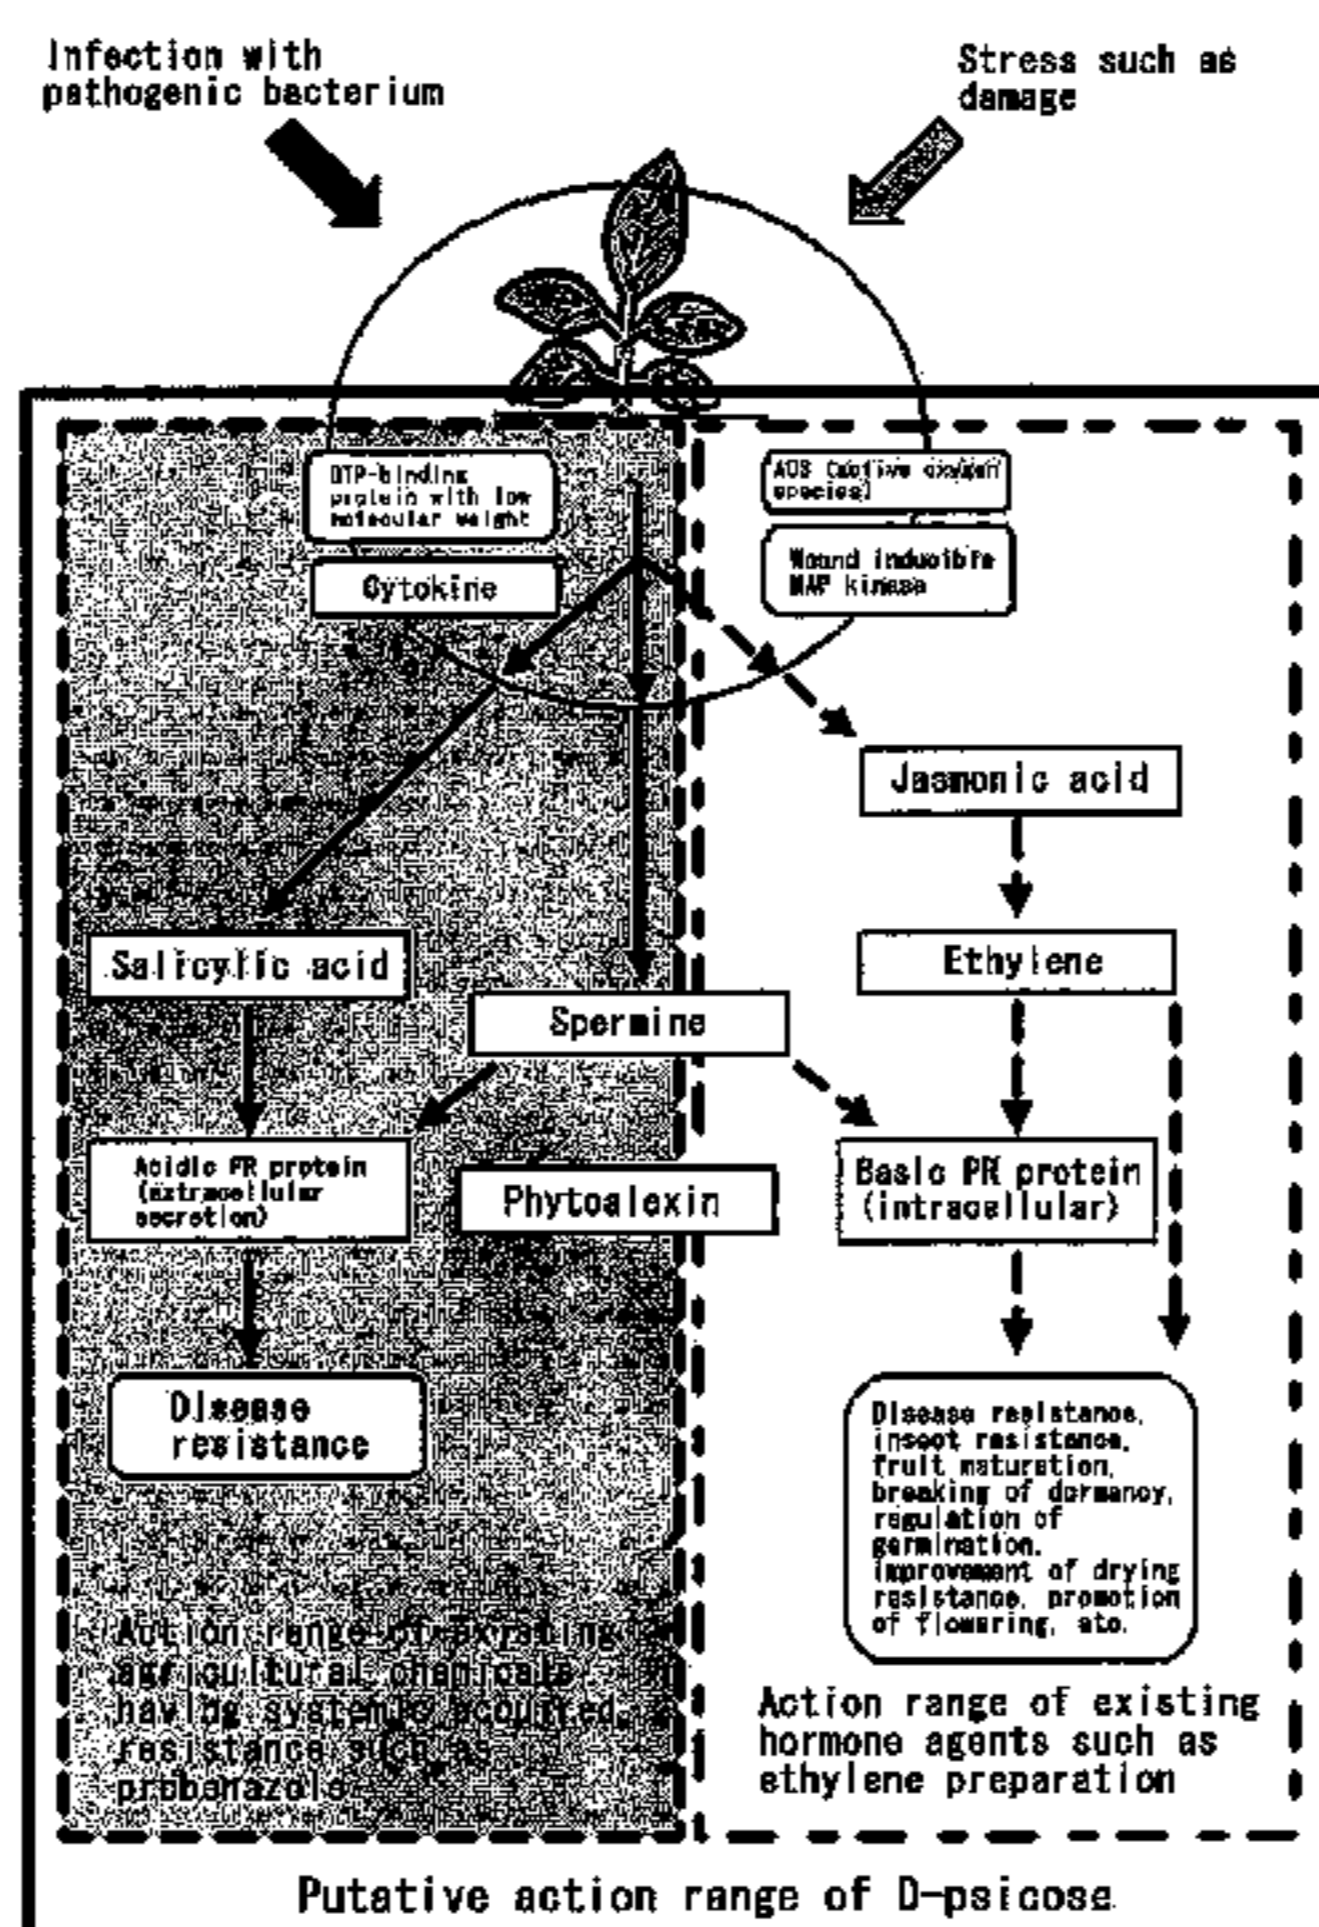 Infection with
pathogenic bacterium
Stress such as
damage
GTP-binding
protein with low
molecular weight
Cytokine
AOS (active oxygen
species)
Wound inducible
MAP kinase
Jasmonic acid
Salicylic acid
Ethylene
Spermine
Acidic PR protein
(extracellular
secretion)
Phytoalexin
Basic PR protein
(intracellular)
Disease
resistance
Disease resistance,
insect resistance,
fruit maturation,
breaking of dormancy,
regulation of
germination,
improvement of drying
resistance, promotion
of flowering, etc.
Action range of existing
agricultural chemicals
having systemic acquired
resistance such as
probenazole
Action range of existing
hormone agents such as
ethylene preparation
Putative action range of D-psicose